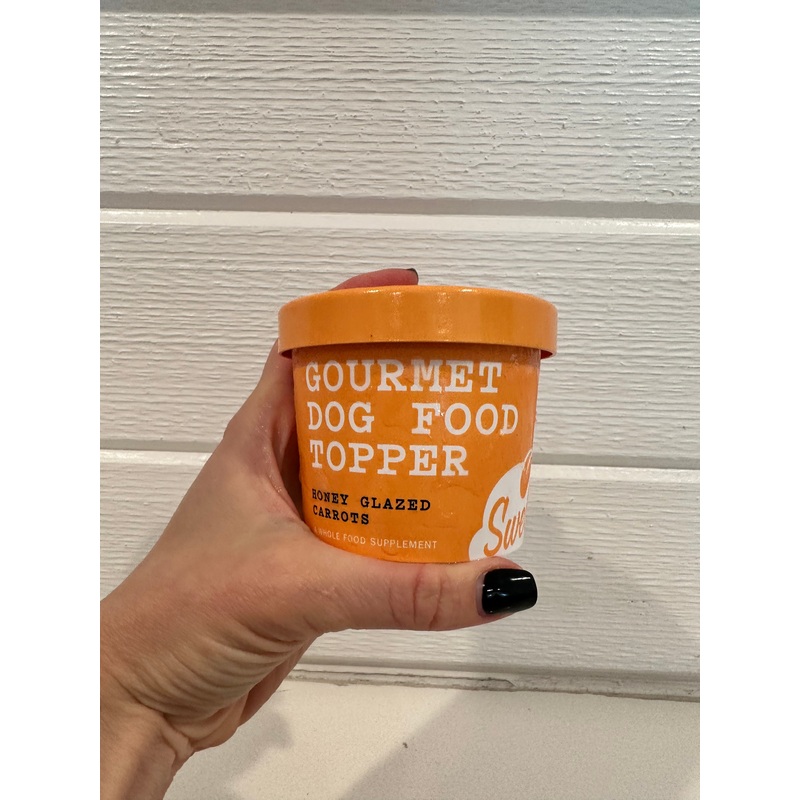 GOURMET
DOG FOOD
TOPPER
HONEY GLAZED
CARROTS
WHOLE FOOD SUPPLEMENT